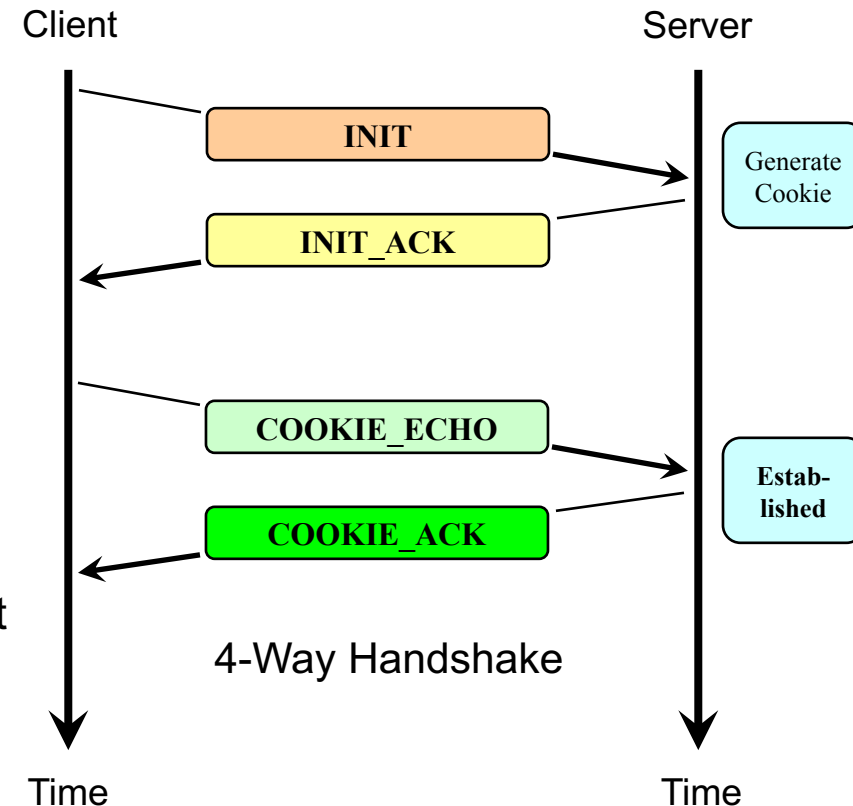 Client
Server
INIT
Generate
Cookie
INIT_ACK
COOKIE_ECHO
Estab-
lished
COOKIE_ACK
t
4-Way Handshake
Time
Time